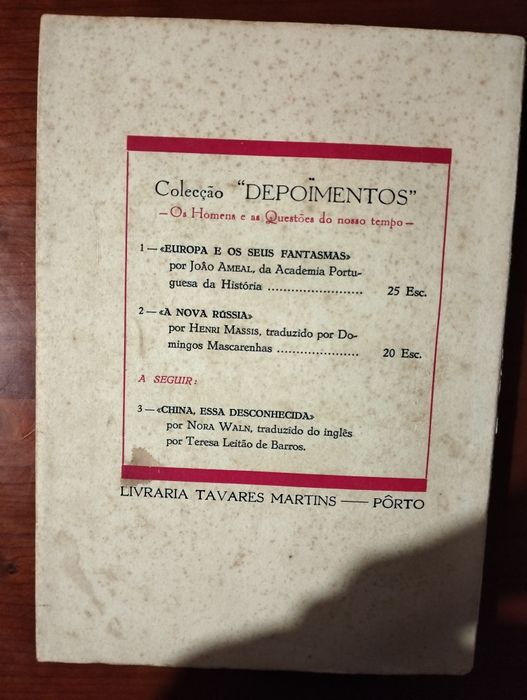 Colecção "DEPOÏMENTOS"
—Os Homens e as Questões do nosso tempo—
1—«EUROPA E OS SEUS FANTASMAS»
por JOÃO AMEAL, da Academia Portu-
guesa da História ........................ 25 Esc.
2—«A NOVA RÚSSIA»
por HENRI MASSIS, traduzido por Do-
mingos Mascarenhas ..................... 20 Esc.
A SEGUIR:
3—«CHINA, ESSA DESCONHECIDA»
por NORA WALN, traduzido do inglês
por Teresa Leitão de Barros.
LIVRARIA TAVARES MARTINS — PÔRTO